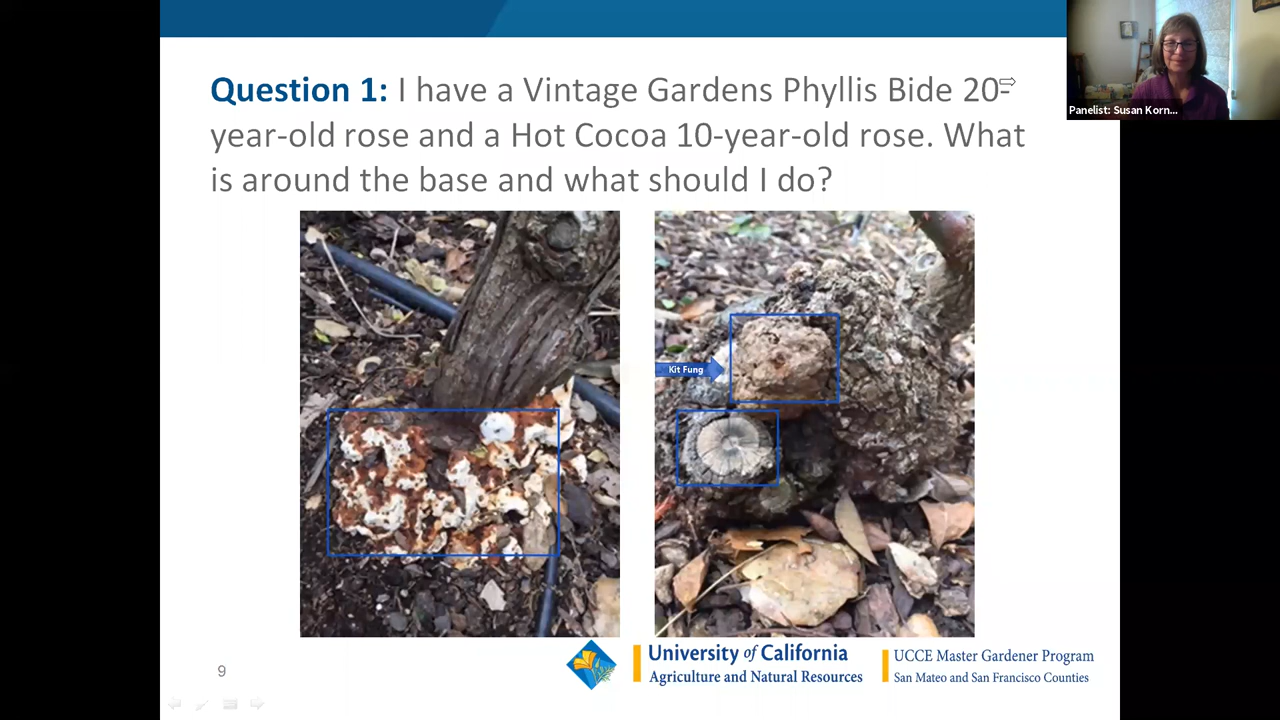 Question 1: I have a Vintage Gardens Phyllis Bide 20-
year-old rose and a Hot Cocoa 10-year-old rose. What
is around the base and what should I do?
Panelist: Susan Korn...
Kit Fung
9
University of California
Agriculture and Natural Resources
UCCE Master Gardener Program
San Mateo and San Francisco Counties